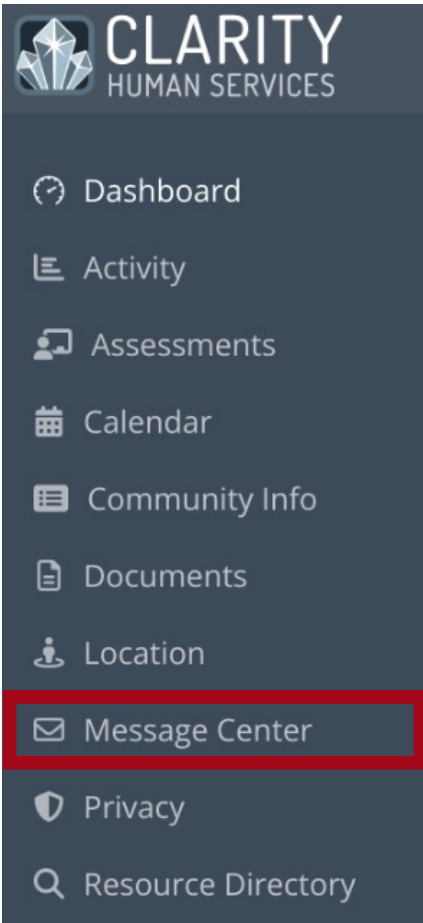 CLARITY
HUMAN SERVICES
Dashboard
Activity
Assessments
Calendar
Community Info
Documents
Location
Message Center
Privacy
Resource Directory